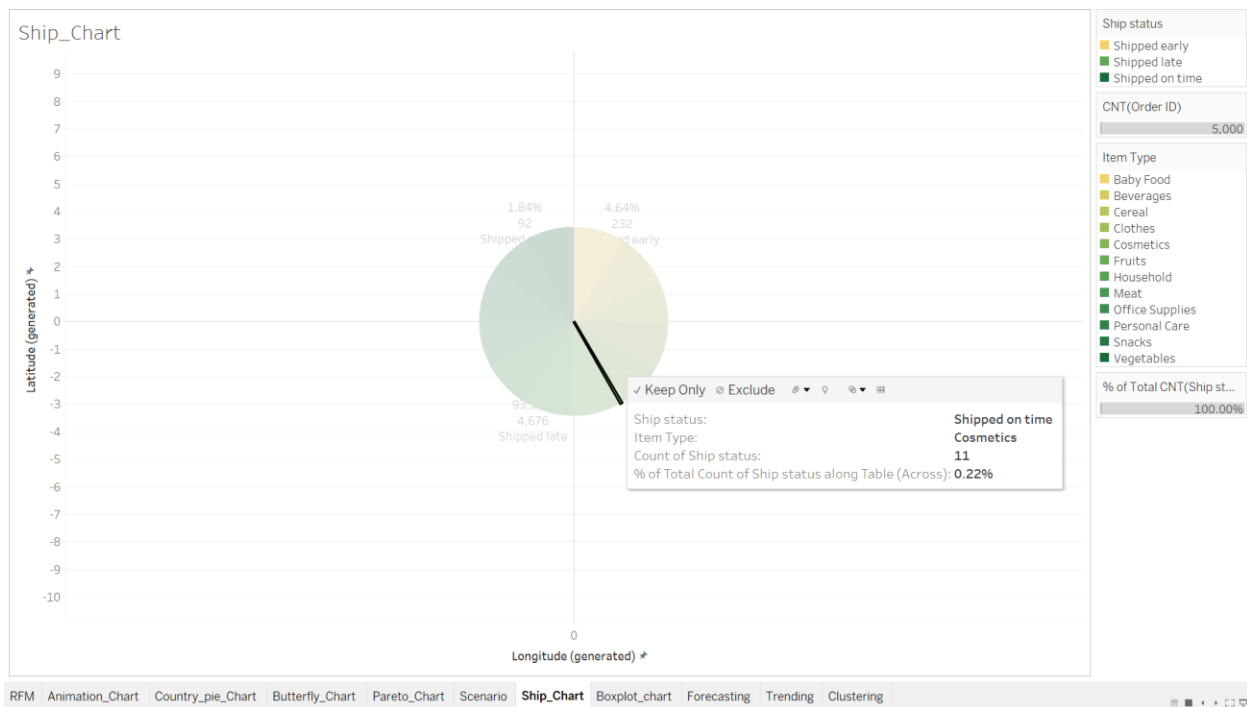 Ship_Chart
9
8
7
6
5
4
3
2
1
0
-1
-2
-3
-4
-5
-6
-7
-8
-9
-10
Latitude (generated)
1.84%
92
Shipped
4.64%
232
early
4,676
Shipped late
Keep Only Exclude
Ship status: Shipped on time
Item Type: Cosmetics
Count of Ship status: 11
% of Total Count of Ship status along Table (Across): 0.22%
0
Longitude (generated)
Ship status
Shipped early
Shipped late
Shipped on time
CNT(Order ID)
5,000
Item Type
Baby Food
Beverages
Cereal
Clothes
Cosmetics
Fruits
Household
Meat
Office Supplies
Personal Care
Snacks
Vegetables
% of Total CNT(Ship st...
100.00%
RFM Animation_Chart Country_pie_Chart Butterfly_Chart Pareto_Chart Scenario Ship_Chart Boxplot_chart Forecasting Trending Clustering